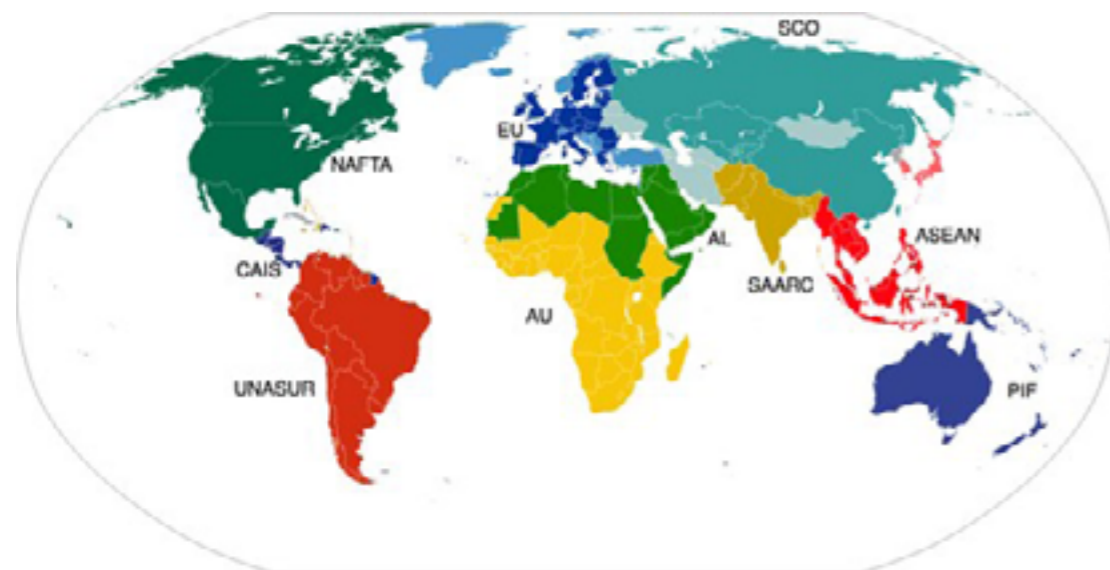 SCO
EU
NAFTA
AL
ASEAN
CAIS
SAARC
AU
UNASUR
PIF